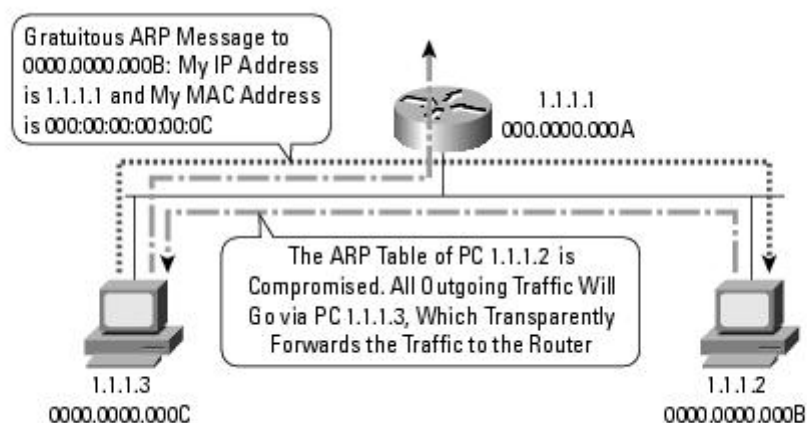 Gratuitous ARP Message to
0000.0000.000B: My IP Address
is 1.1.1.1 and My MAC Address
is 000:00:00:00:00:0C
1.1.1.1
000.0000.000A
The ARP Table of PC 1.1.1.2 is
Compromised. All Outgoing Traffic Will
Go via PC 1.1.1.3, Which Transparently
Forwards the Traffic to the Router
1.1.1.3
0000.0000.000C
1.1.1.2
0000.0000.000B